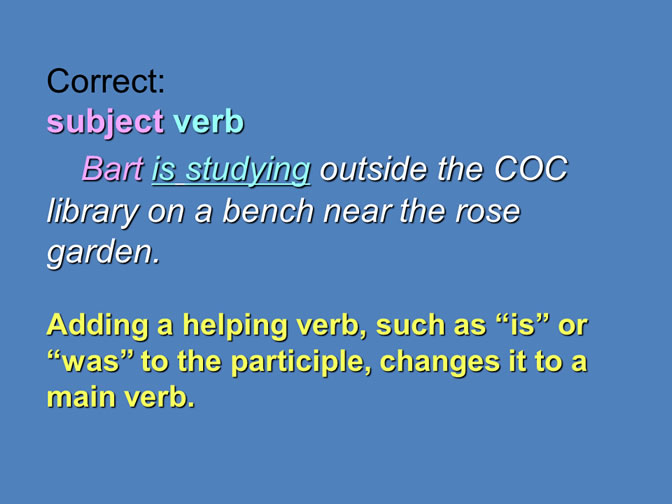 Correct:
subject verb
Bart is studying outside the COC
library on a bench near the rose
garden.
Adding a helping verb, such as “is” or
“was” to the participle, changes it to a
main verb.